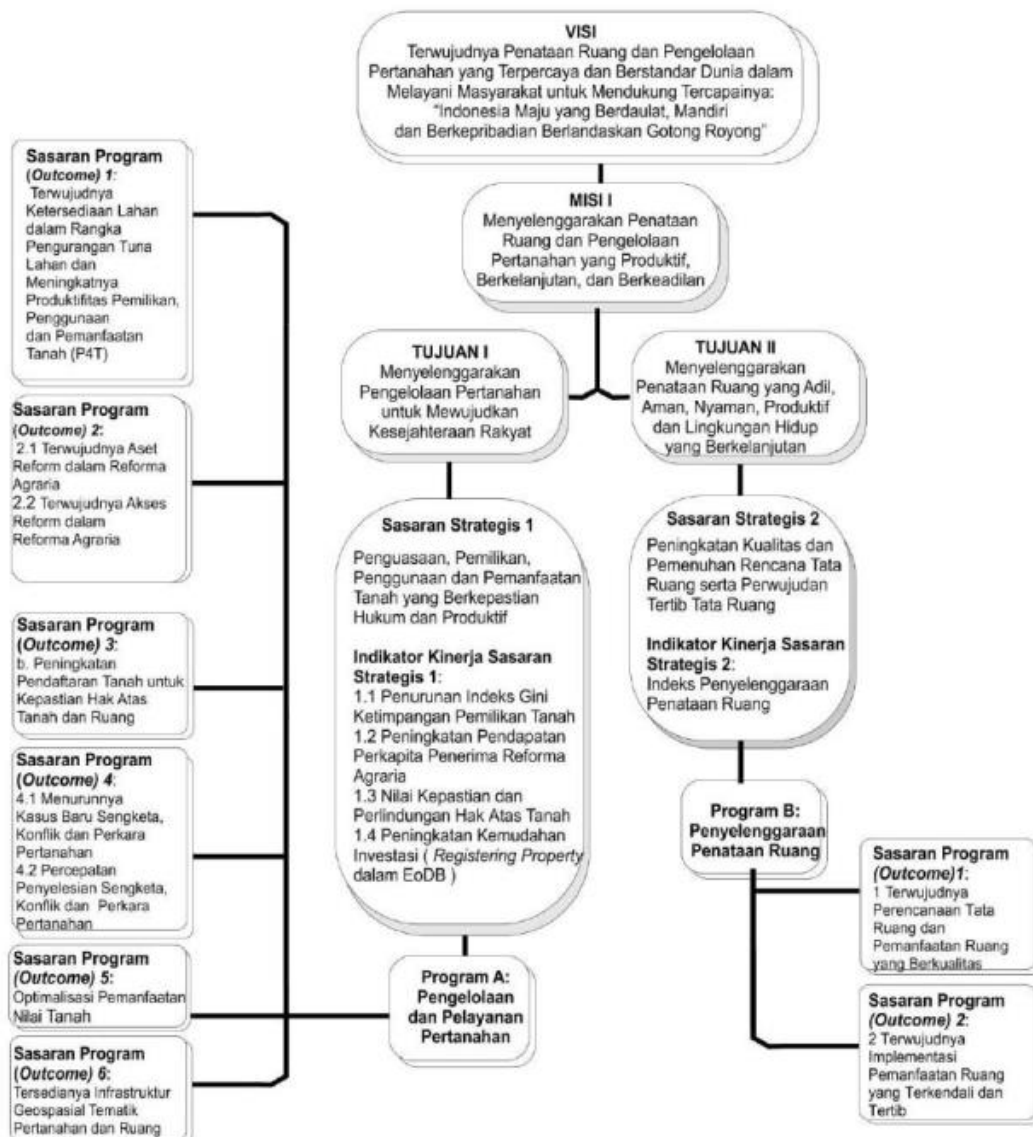 VISI
Terwujudnya Penataan Ruang dan Pengelolaan
Pertanahan yang Terpercaya dan Berstandar Dunia dalam
Melayani Masyarakat untuk Mendukung Tercapainya:
"Indonesia Maju yang Berdaulat, Mandiri
dan Berkepribadian Berlandaskan Gotong Royong"
MISI I
Menyelenggarakan Penataan
Ruang dan Pengelolaan
Pertanahan yang Produktif,
Berkelanjutan, dan Berkeadilan
TUJUAN I
Menyelenggarakan
Pengelolaan Pertanahan
untuk Mewujudkan
Kesejahteraan Rakyat
TUJUAN II
Menyelenggarakan
Penataan Ruang yang Adil,
Aman, Nyaman, Produktif
dan Lingkungan Hidup
yang Berkelanjutan
Sasaran Strategis 1
Penguasaan, Pemilikan,
Penggunaan dan Pemanfaatan
Tanah yang Berkepastian
Hukum dan Produktif
Indikator Kinerja Sasaran
Strategis 1:
1.1 Penurunan Indeks Gini
Ketimpangan Pemilikan Tanah
1.2 Peningkatan Pendapatan
Perkapita Penerima Reforma
Agraria
1.3 Nilai Kepastian dan
Perlindungan Hak Atas Tanah
1.4 Peningkatan Kemudahan
Investasi ( Registering Property
dalam EoDB )
Sasaran Strategis 2
Peningkatan Kualitas dan
Pemenuhan Rencana Tata
Ruang serta Perwujudan
Tertib Tata Ruang
Indikator Kinerja Sasaran
Strategis 2:
Indeks Penyelenggaraan
Penataan Ruang
Program A:
Pengelolaan
dan Pelayanan
Pertanahan
Program B:
Penyelenggaraan
Penataan Ruang
Sasaran Program
(Outcome) 1:
Terwujudnya
Ketersediaan Lahan
dalam Rangka
Pengurangan Tuna
Lahan dan
Meningkatnya
Produktifitas Pemilikan,
Penggunaan
dan Pemanfaatan
Tanah (P4T)
Sasaran Program
(Outcome) 2:
2.1 Terwujudnya Aset
Reform dalam Reforma
Agraria
2.2 Terwujudnya Akses
Reform dalam
Reforma Agraria
Sasaran Program
(Outcome) 3:
b. Peningkatan
Pendaftaran Tanah untuk
Kepastian Hak Atas
Tanah dan Ruang
Sasaran Program
(Outcome) 4:
4.1 Menurunnya
Kasus Baru Sengketa,
Konflik dan Perkara
Pertanahan
4.2 Percepatan
Penyelesian Sengketa,
Konflik dan Perkara
Pertanahan
Sasaran Program
(Outcome) 5:
Optimalisasi Pemanfaatan
Nilai Tanah
Sasaran Program
(Outcome) 6:
Tersedianya Infrastruktur
Geospasial Tematik
Pertanahan dan Ruang
Sasaran Program
(Outcome)1:
1 Terwujudnya
Perencanaan Tata
Ruang dan
Pemanfaatan Ruang
yang Berkualitas
Sasaran Program
(Outcome) 2:
2 Terwujudnya
Implementasi
Pemanfaatan Ruang
yang Terkendali dan
Tertib